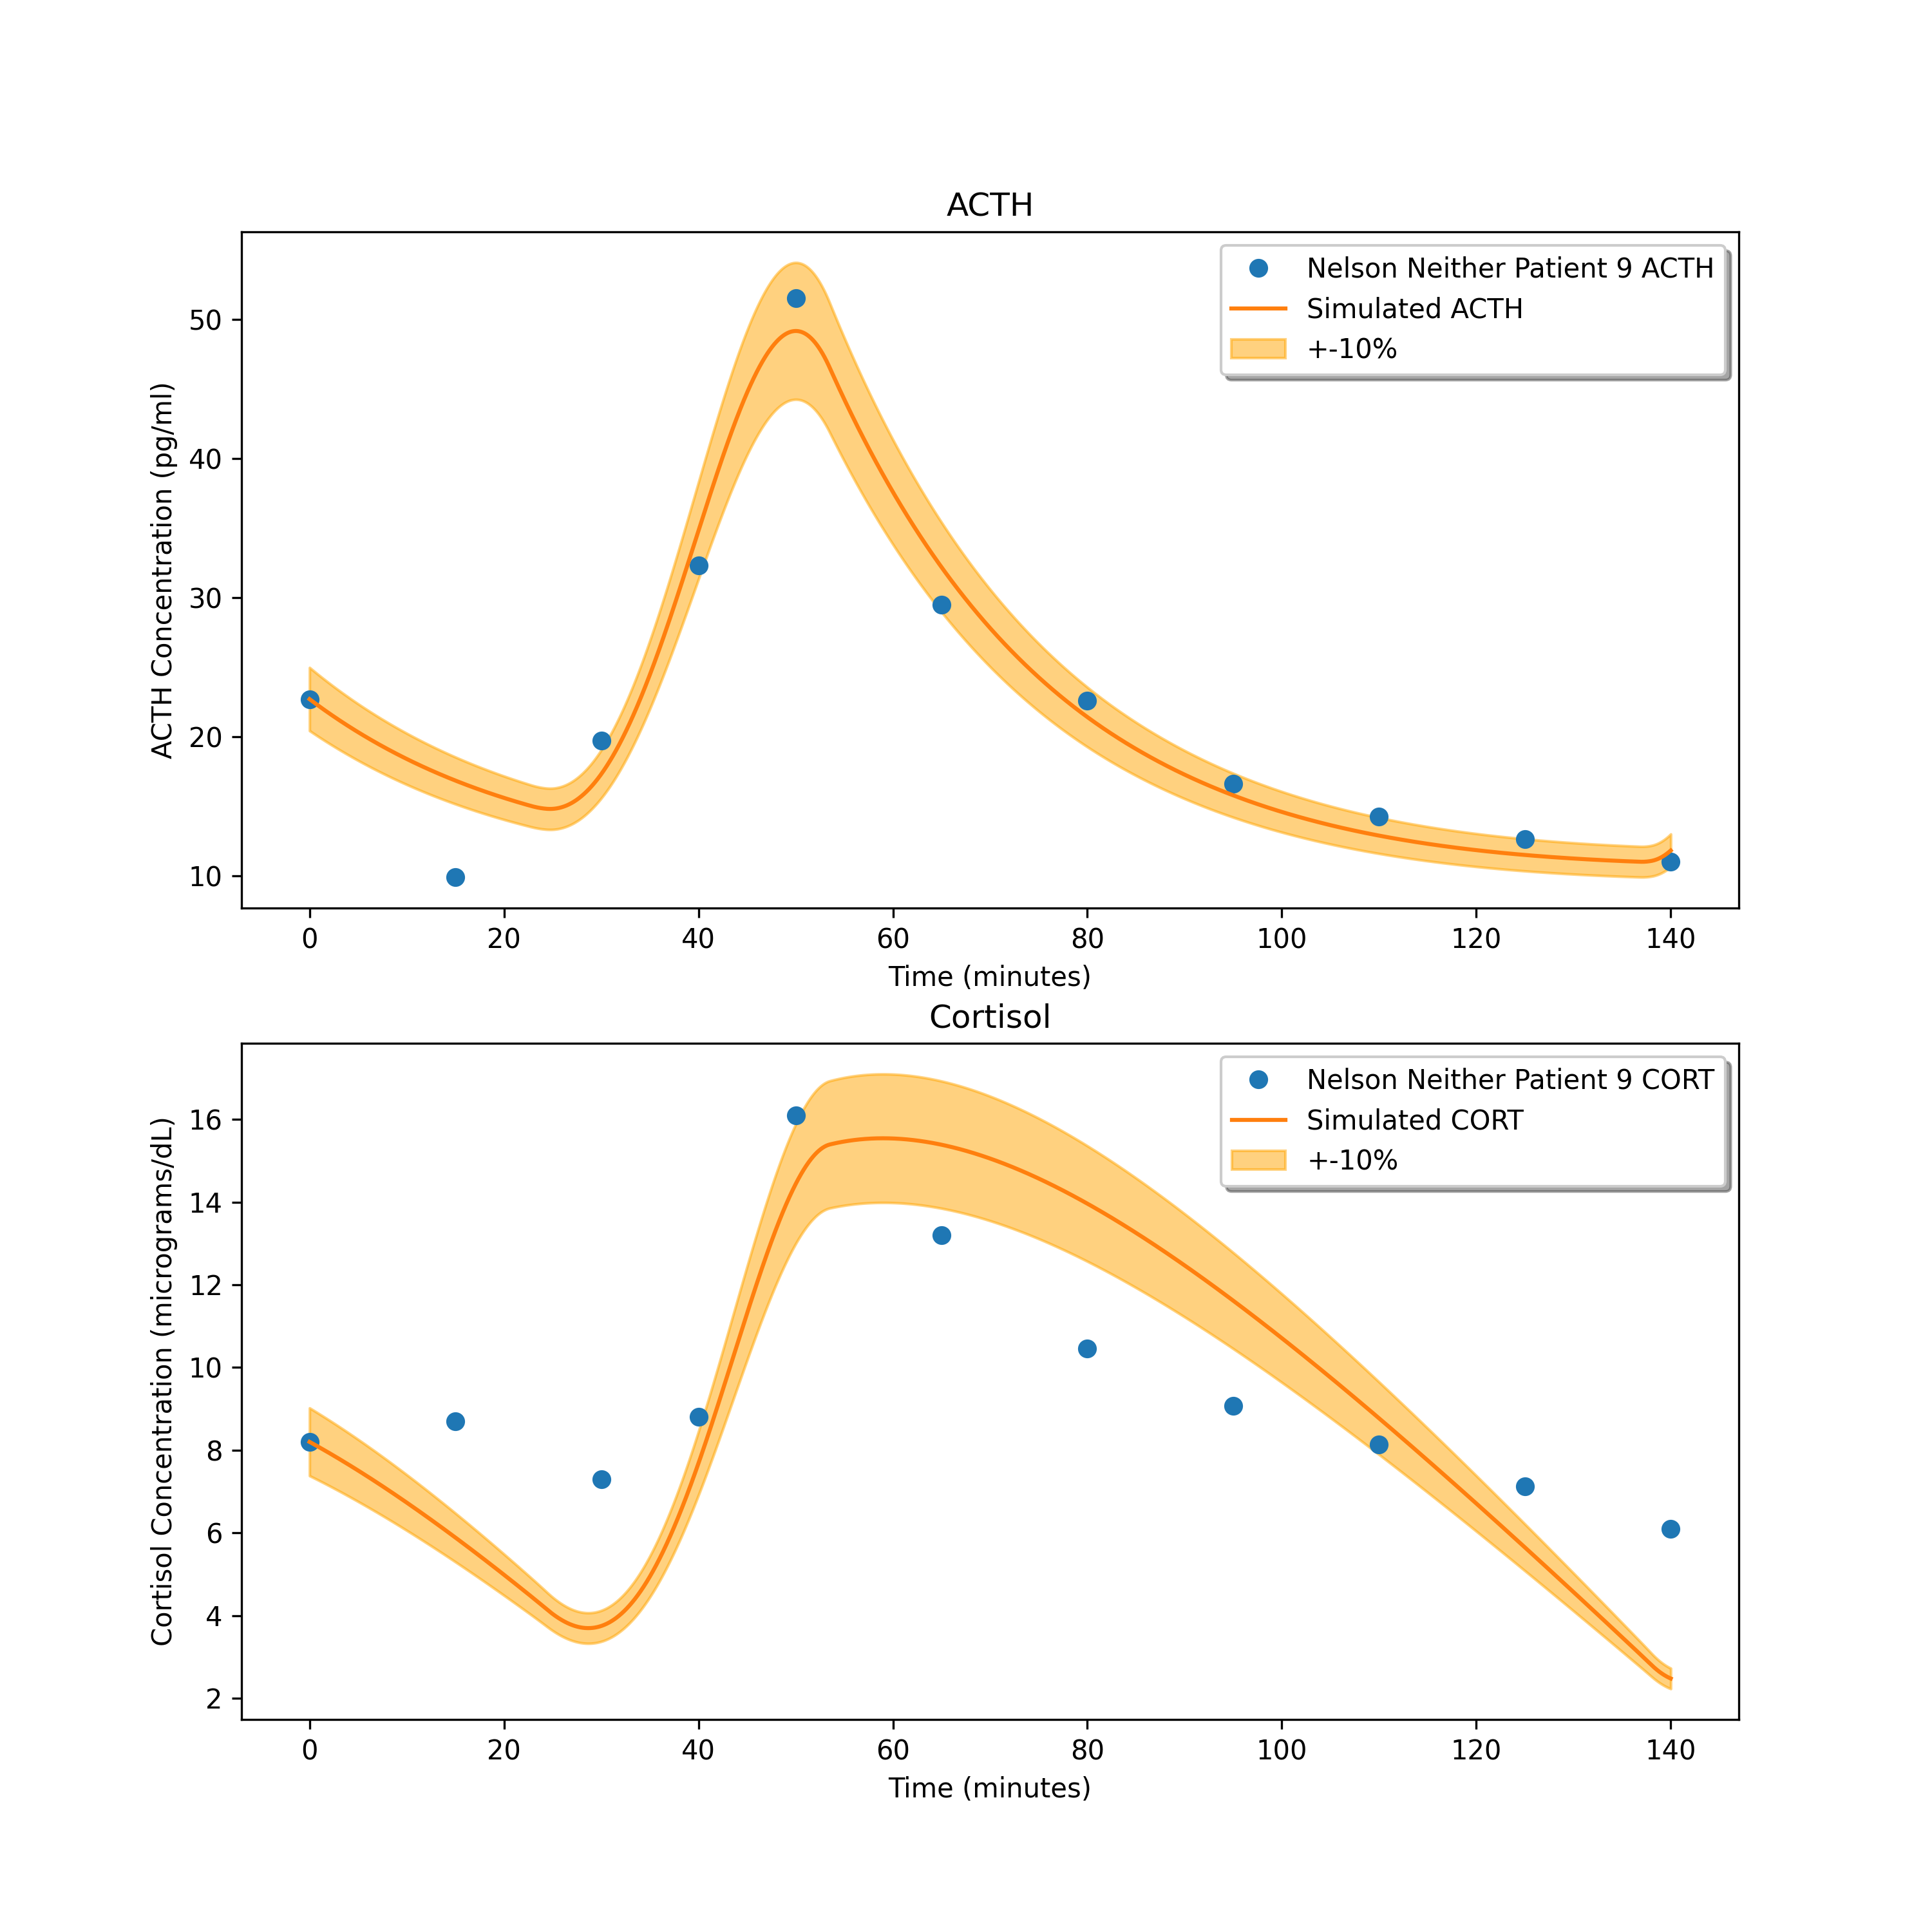 ACTH
Nelson Neither Patient 9 ACTH
Simulated ACTH
+-10%
ACTH Concentration (pg/ml)
50
40
30
20
10
0 20 40 60 80 100 120 140
Time (minutes)
Cortisol
Nelson Neither Patient 9 CORT
Simulated CORT
+-10%
Cortisol Concentration (micrograms/dL)
16
14
12
10
8
6
4
2
0 20 40 60 80 100 120 140
Time (minutes)